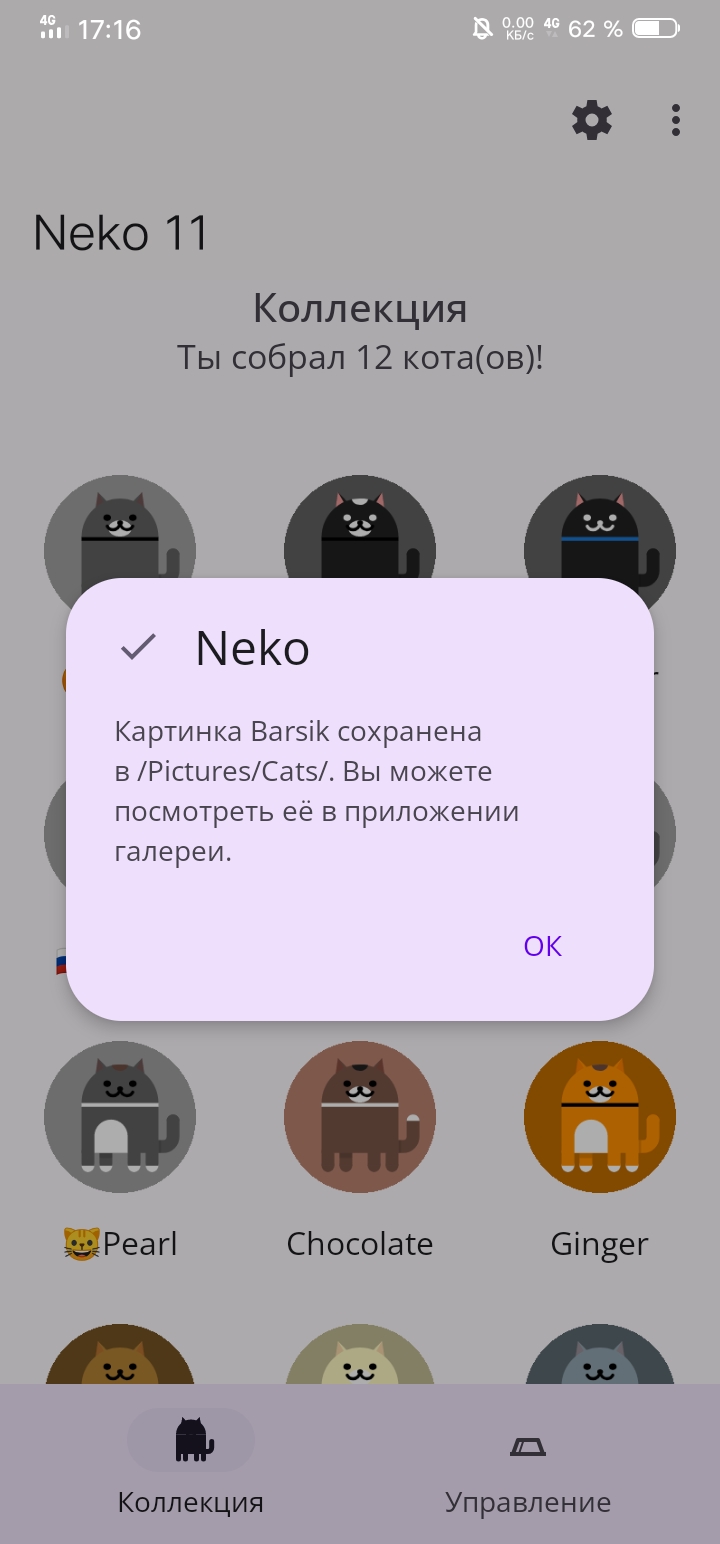 4G 17:16 0.00 КБ/с 4G 62 %
Neko 11
Коллекция
Ты собрал 12 кота(ов)!
Neko
Картинка Barsik сохранена
в /Pictures/Cats/. Вы можете
посмотреть её в приложении
галереи.
ОК
😺Pearl Chocolate Ginger
Коллекция Управление